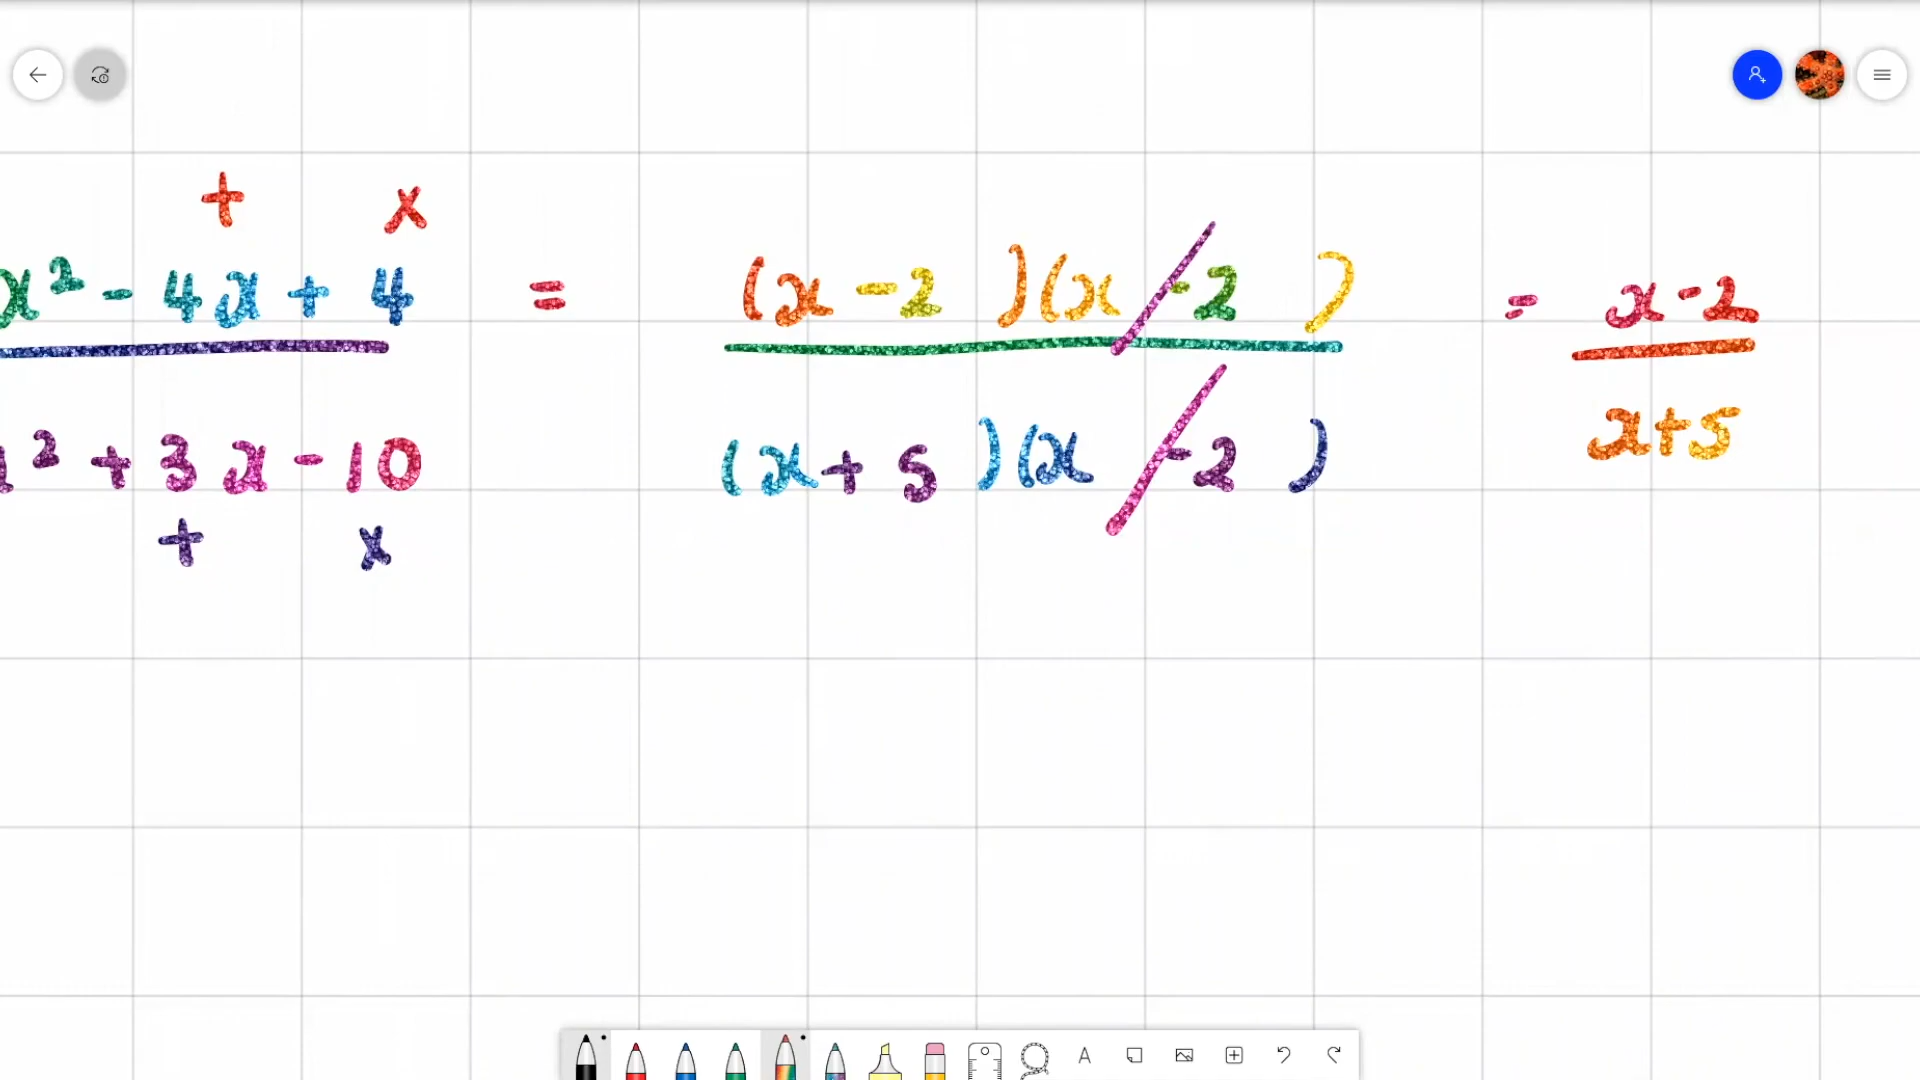 + x
x² - 4x + 4 = (x - 2 )(x - 2 ) = x - 2
x² + 3x - 10 (x + 5 )(x - 2 ) x + 5
+ x
A